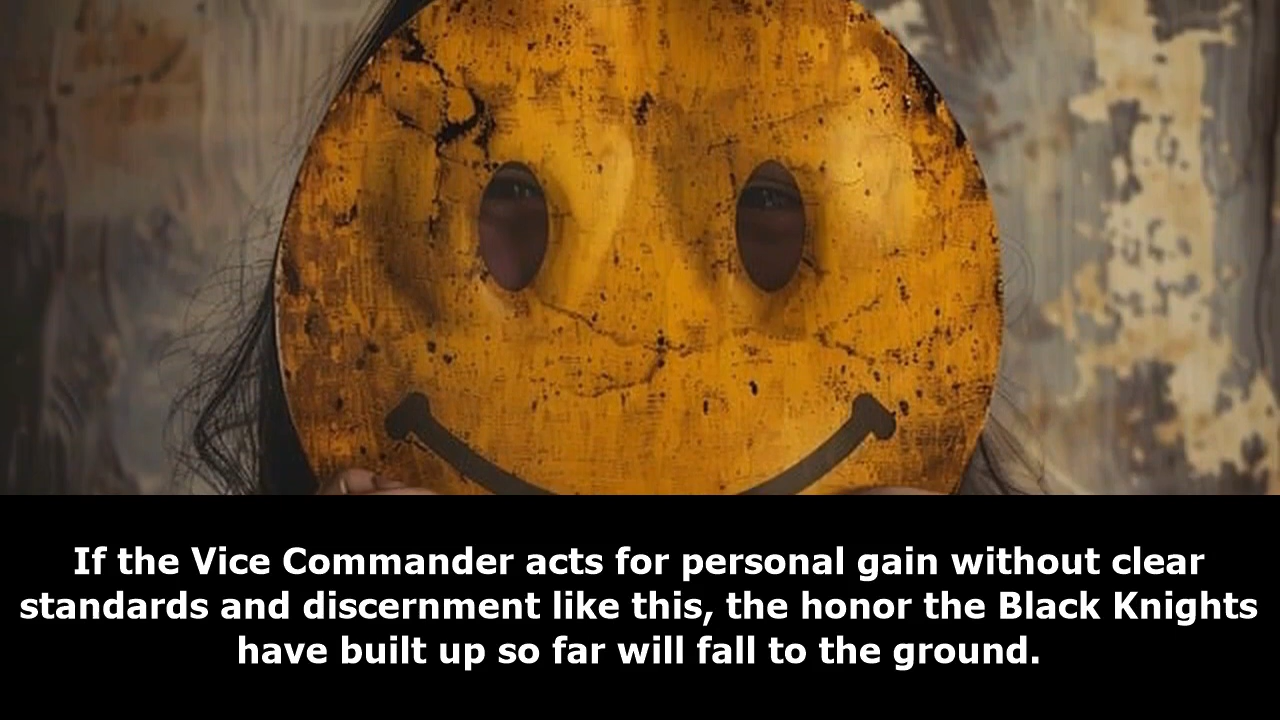 If the Vice Commander acts for personal gain without clear
standards and discernment like this, the honor the Black Knights
have built up so far will fall to the ground.